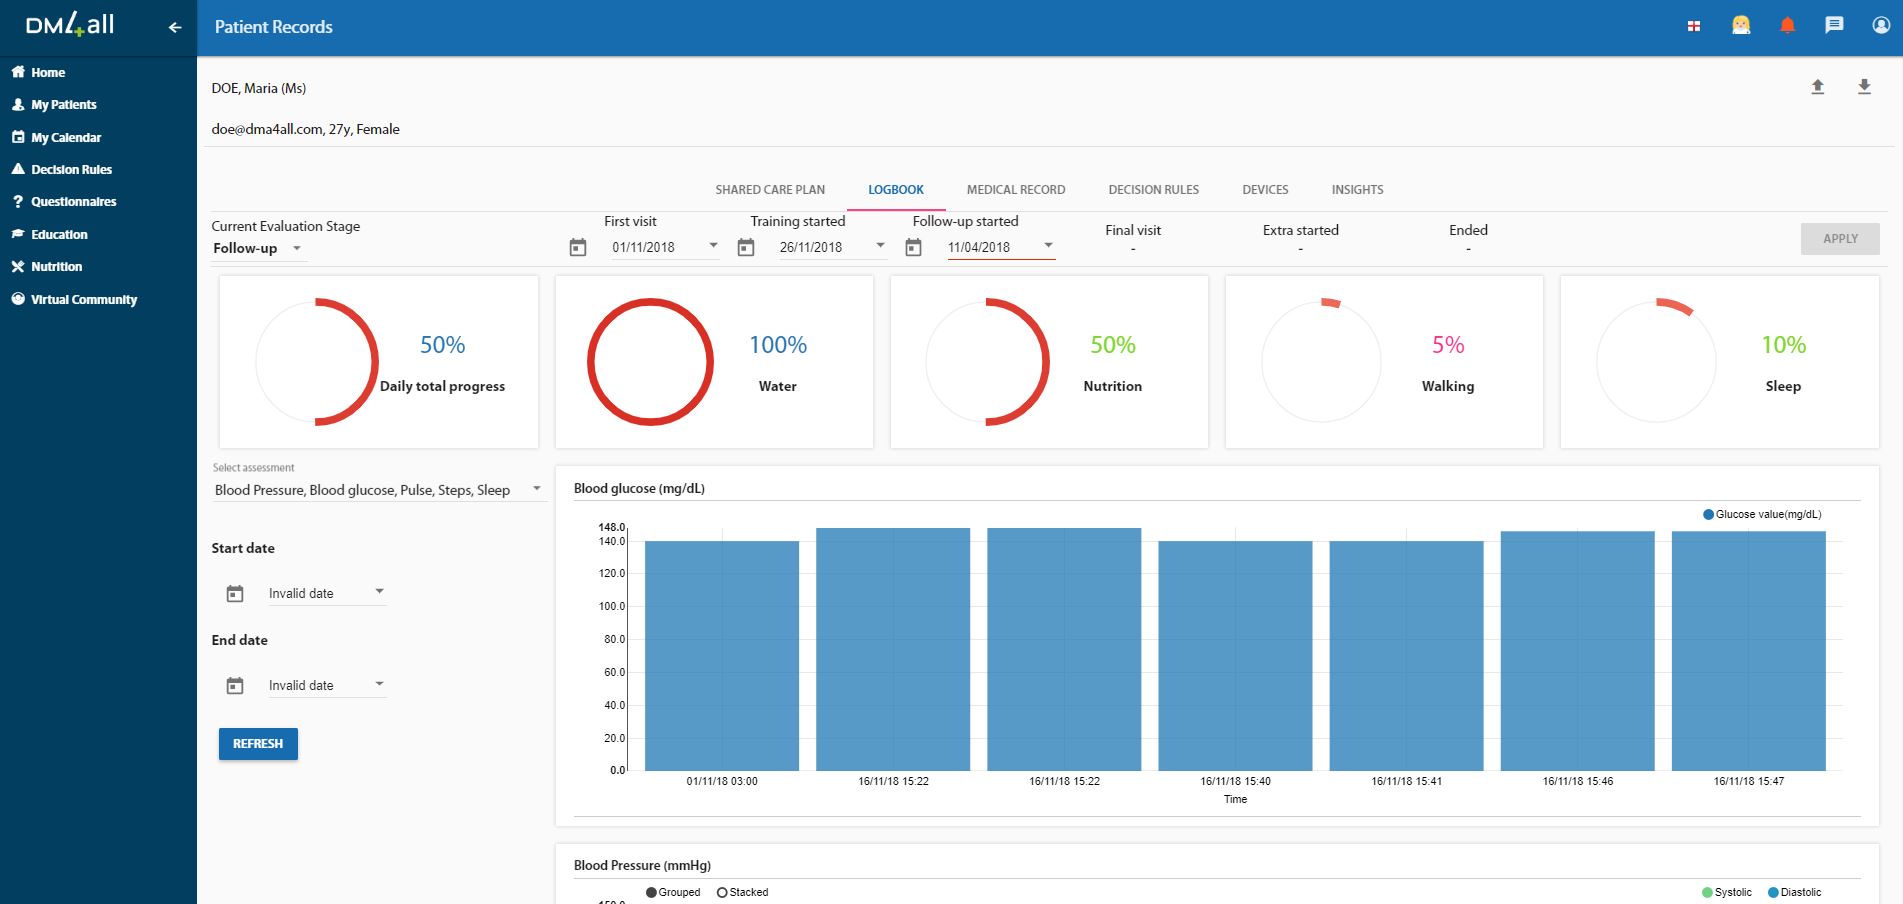 DM4all
Patient Records
Home
My Patients
My Calendar
Decision Rules
Questionnaires
Education
Nutrition
Virtual Community
DOE, Maria (Ms)
doe@dma4all.com, 27y, Female
SHARED CARE PLAN LOGBOOK MEDICAL RECORD DECISION RULES DEVICES INSIGHTS
Current Evaluation Stage
Follow-up
First visit
01/11/2018
Training started
26/11/2018
Follow-up started
11/04/2018
Final visit
-
Extra started
-
Ended
-
APPLY
50%
Daily total progress
100%
Water
50%
Nutrition
5%
Walking
10%
Sleep
Select assessment
Blood Pressure, Blood glucose, Pulse, Steps, Sleep
Start date
Invalid date
End date
Invalid date
REFRESH
Blood glucose (mg/dL)
Glucose value(mg/dL)
148.0
140.0
120.0
100.0
80.0
60.0
40.0
20.0
0.0
01/11/18 03:00 16/11/18 15:22 16/11/18 15:22 16/11/18 15:40 16/11/18 15:41 16/11/18 15:46 16/11/18 15:47
Time
Blood Pressure (mmHg)
Grouped Stacked Systolic Diastolic